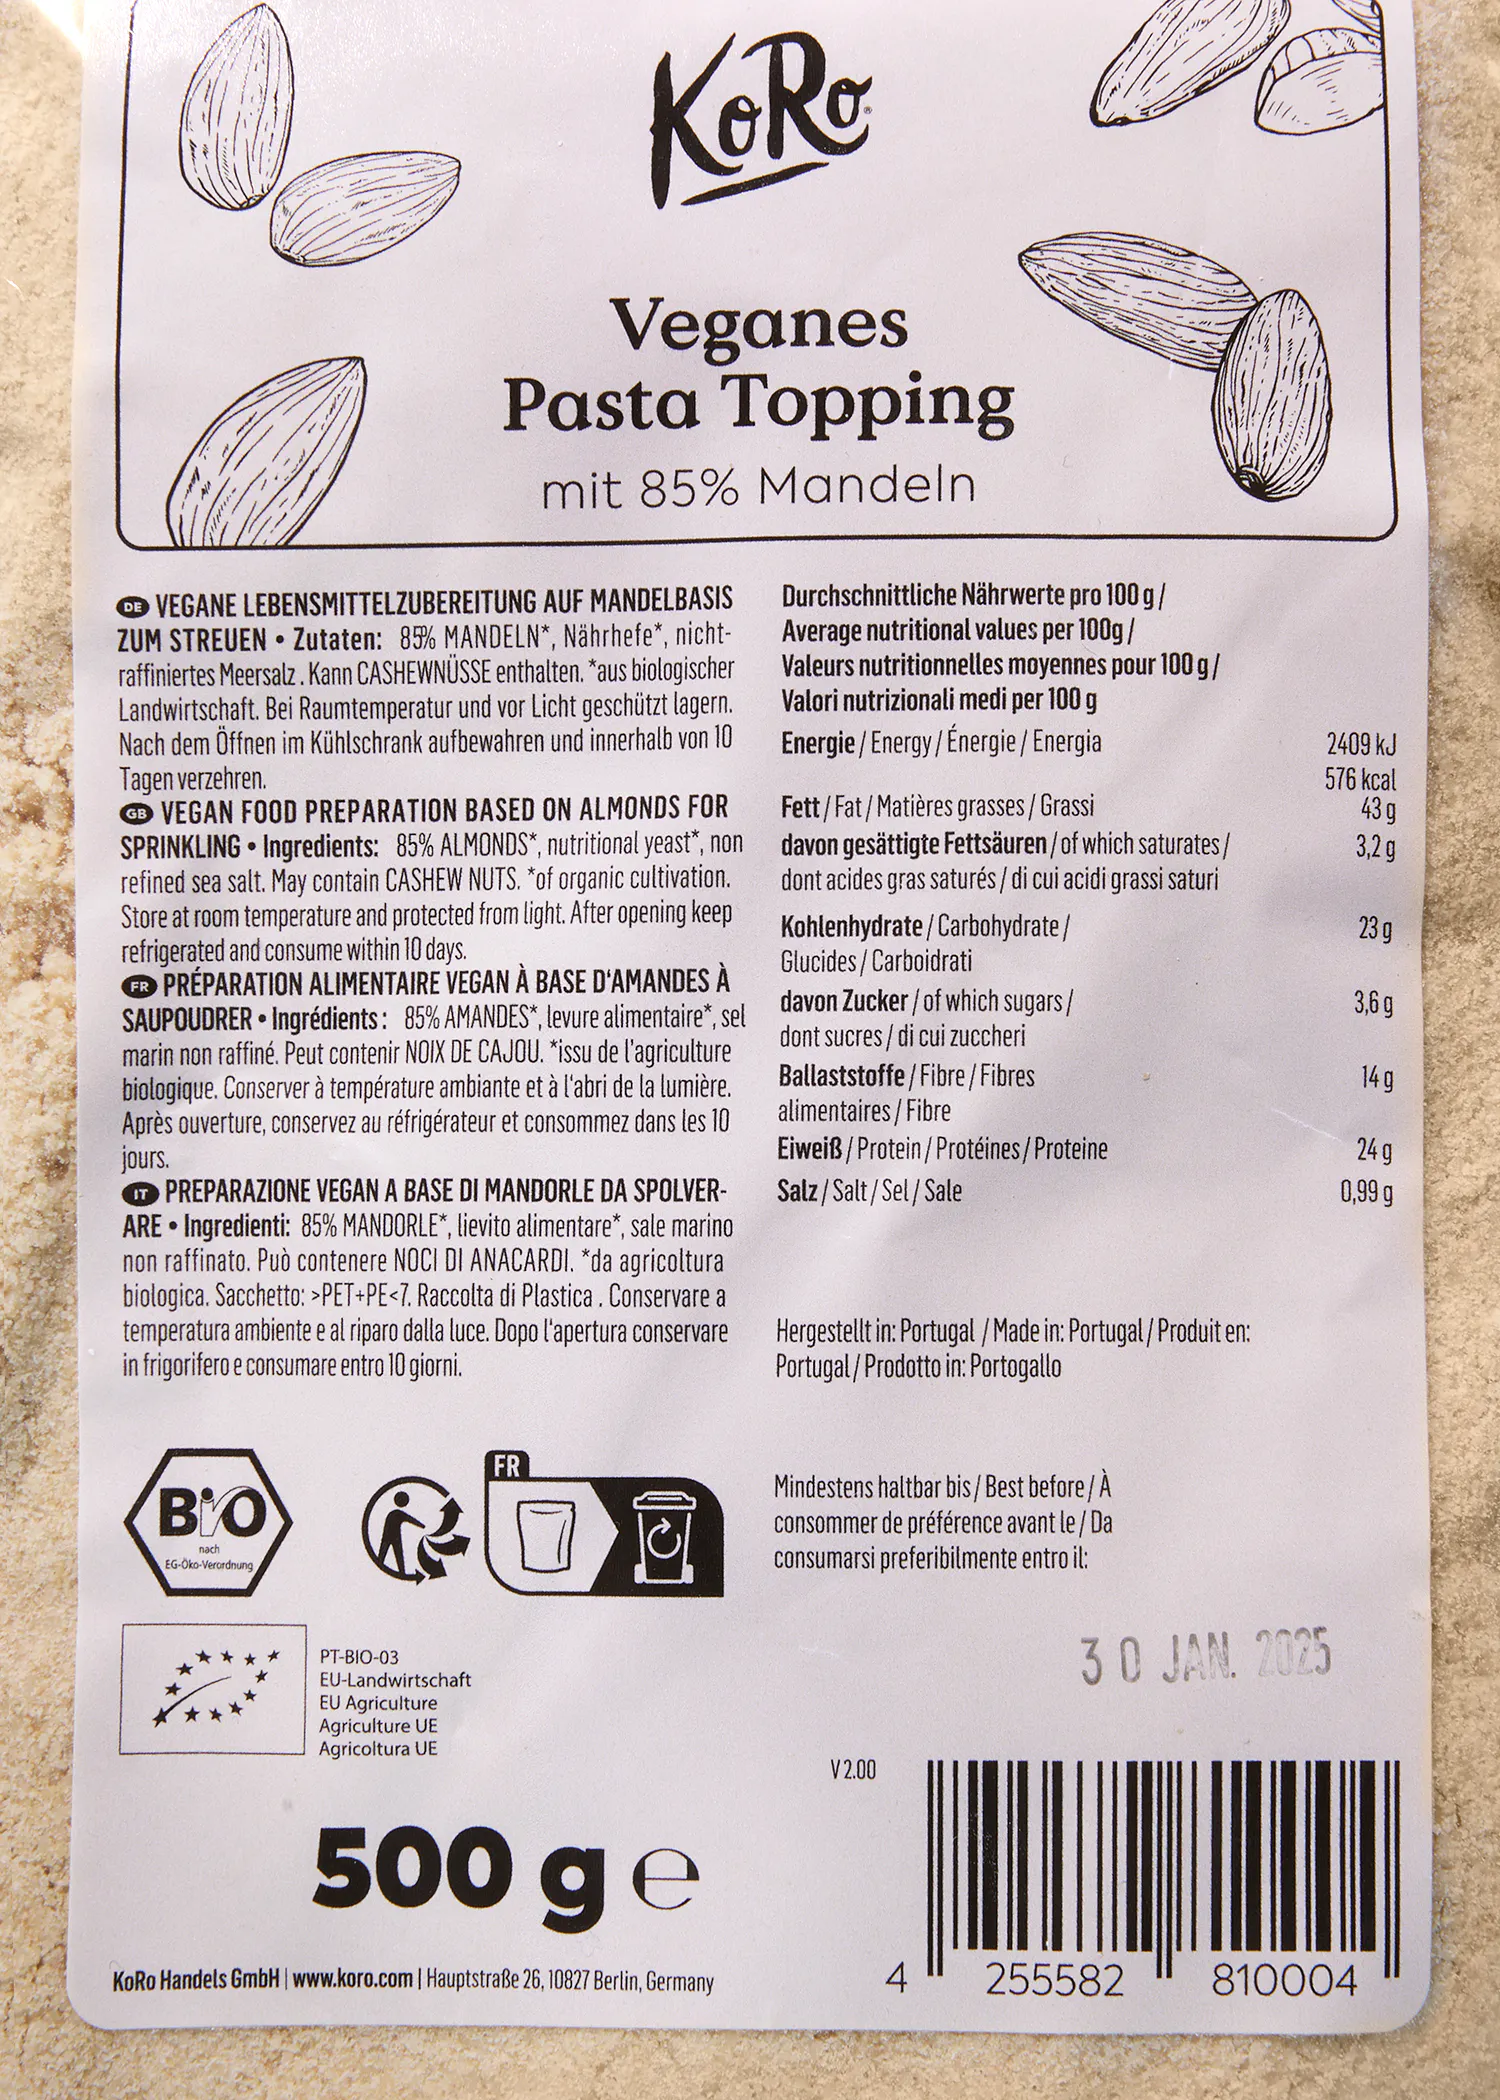 KoRo
Veganes
Pasta Topping
mit 85% Mandeln
DE VEGANE LEBENSMITTELZUBEREITUNG AUF MANDELBASIS
ZUM STREUEN • Zutaten: 85% MANDELN*, Nährhefe*, nicht-
raffiniertes Meersalz . Kann CASHEWNÜSSE enthalten. *aus biologischer
Landwirtschaft. Bei Raumtemperatur und vor Licht geschützt lagern.
Nach dem Öffnen im Kühlschrank aufbewahren und innerhalb von 10
Tagen verzehren.
GB VEGAN FOOD PREPARATION BASED ON ALMONDS FOR
SPRINKLING • Ingredients: 85% ALMONDS*, nutritional yeast*, non
refined sea salt. May contain CASHEW NUTS. *of organic cultivation.
Store at room temperature and protected from light. After opening keep
refrigerated and consume within 10 days.
FR PRÉPARATION ALIMENTAIRE VEGAN À BASE D'AMANDES À
SAUPOUDRER • Ingrédients : 85% AMANDES*, levure alimentaire*, sel
marin non raffiné. Peut contenir NOIX DE CAJOU. *issu de l'agriculture
biologique. Conserver à température ambiante et à l'abri de la lumière.
Après ouverture, conservez au réfrigérateur et consommez dans les 10
jours.
IT PREPARAZIONE VEGAN A BASE DI MANDORLE DA SPOLVER-
ARE • Ingredienti: 85% MANDORLE*, lievito alimentare*, sale marino
non raffinato. Può contenere NOCI DI ANACARDI. *da agricoltura
biologica. Sacchetto: >PET+PE<7. Raccolta di Plastica . Conservare a
temperatura ambiente e al riparo dalla luce. Dopo l'apertura conservare
in frigorifero e consumare entro 10 giorni.
Durchschnittliche Nährwerte pro 100 g /
Average nutritional values per 100g /
Valeurs nutritionnelles moyennes pour 100 g /
Valori nutrizionali medi per 100 g
Energie / Energy / Énergie / Energia 2409 kJ
576 kcal
Fett / Fat / Matières grasses / Grassi 43 g
davon gesättigte Fettsäuren / of which saturates / 3,2 g
dont acides gras saturés / di cui acidi grassi saturi
Kohlenhydrate / Carbohydrate / 23 g
Glucides / Carboidrati
davon Zucker / of which sugars / 3,6 g
dont sucres / di cui zuccheri
Ballaststoffe / Fibre / Fibres 14 g
alimentaires / Fibre
Eiweiß / Protein / Protéines / Proteine 24 g
Salz / Salt / Sel / Sale 0,99 g
Hergestellt in: Portugal / Made in: Portugal / Produit en:
Portugal / Prodotto in: Portogallo
Mindestens haltbar bis / Best before / À
consommer de préférence avant le / Da
consumarsi preferibilmente entro il:
30 JAN. 2025
Bio
nach
EG-Öko-Verordnung
FR
PT-BIO-03
EU-Landwirtschaft
EU Agriculture
Agriculture UE
Agricoltura UE
V 2.00
500 g e
KoRo Handels GmbH | www.koro.com | Hauptstraße 26, 10827 Berlin, Germany
4 255582 810004